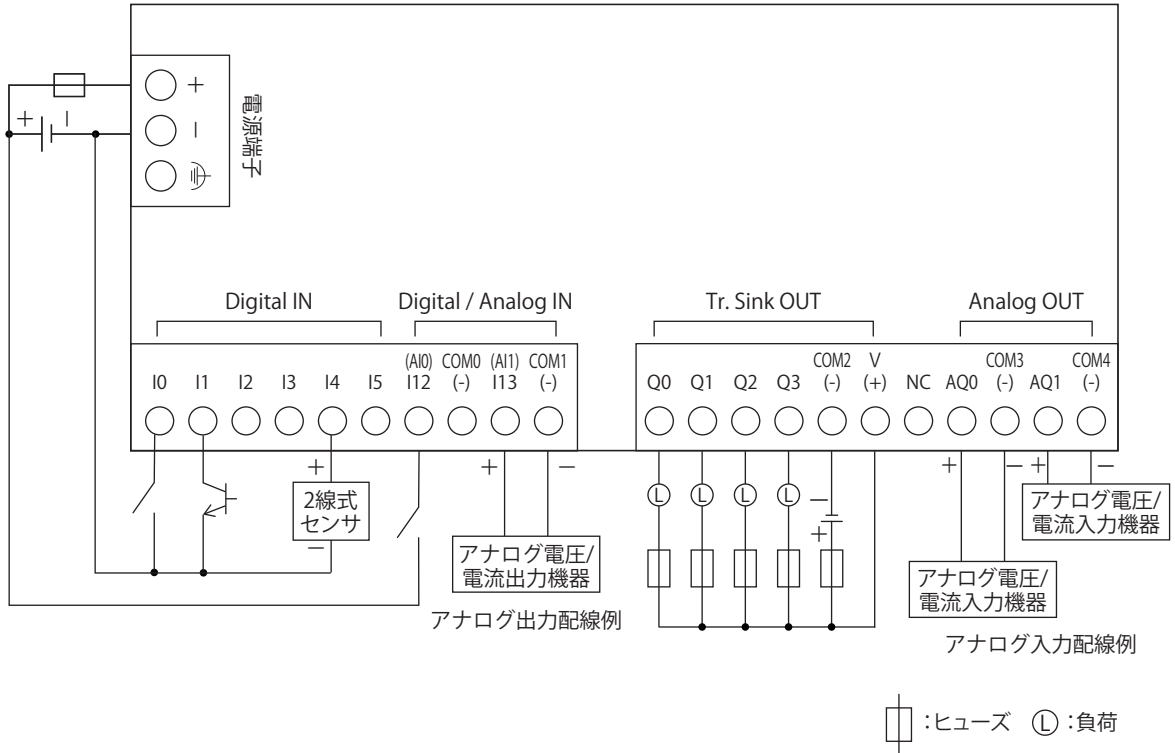 +
電源端子
+ −
−
Digital IN
Digital / Analog IN
Tr. Sink OUT
Analog OUT
I0 I1 I2 I3 I4 I5 (AI0) I12 COM0 (-) (AI1) I13 COM1 (-)
Q0 Q1 Q2 Q3 COM2 (-) V (+) NC AQ0 COM3 (-) AQ1 COM4 (-)
+
2線式
センサ
−
+ −
アナログ電圧/
電流出力機器
アナログ出力配線例
L L L L
−
+
+ −
アナログ電圧/
電流入力機器
+ −
アナログ電圧/
電流入力機器
アナログ入力配線例
:ヒューズ L :負荷